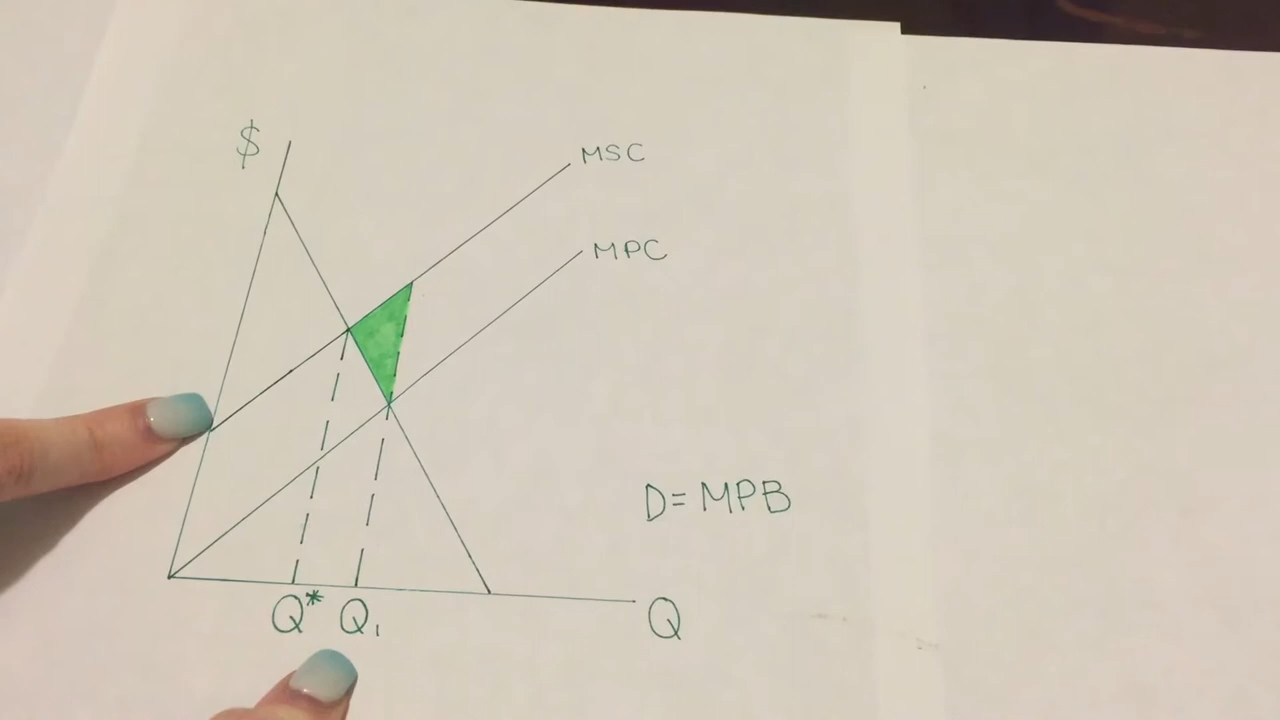 $
MSC
MPC
D = MPB
Q* Q₁
Q